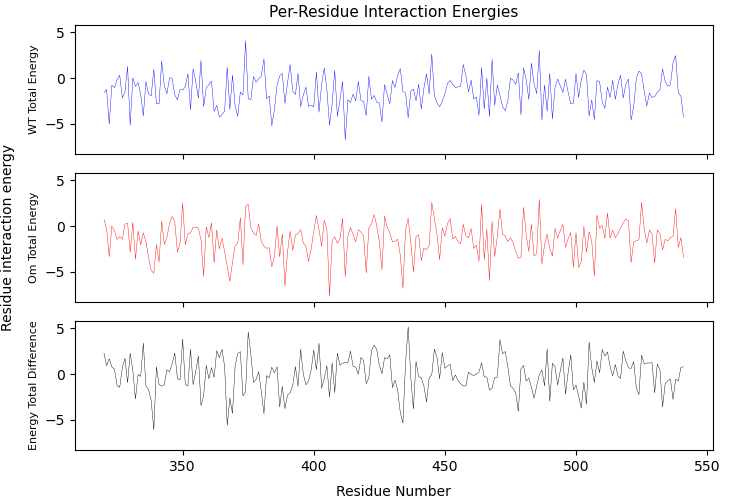 Per-Residue Interaction Energies
Residue interaction energy
WT Total Energy
5
0
−5
Om Total Energy
5
0
−5
Energy Total Difference
5
0
−5
350 400 450 500 550
Residue Number